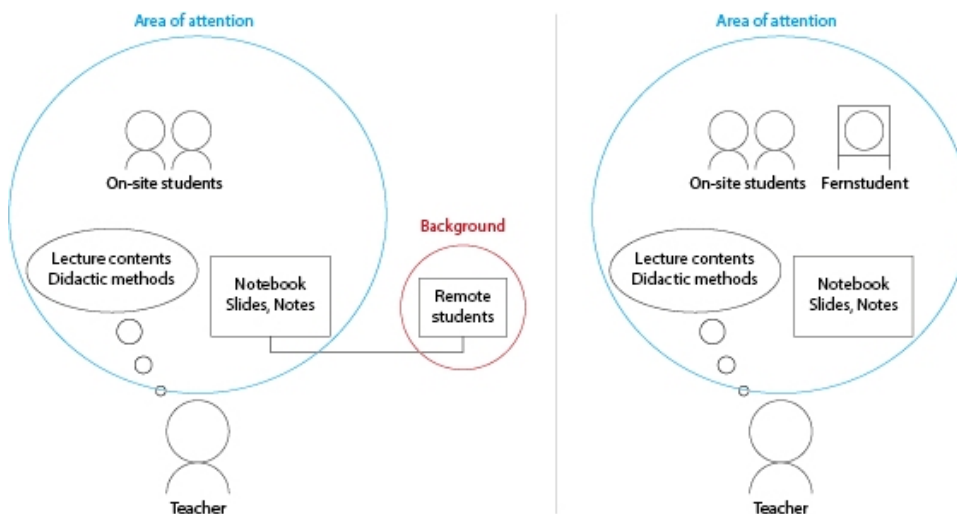 Area of attention
On-site students
Background
Lecture contents
Didactic methods
Notebook
Slides, Notes
Remote
students
Teacher
Area of attention
On-site students
Fernstudent
Lecture contents
Didactic methods
Notebook
Slides, Notes
Teacher